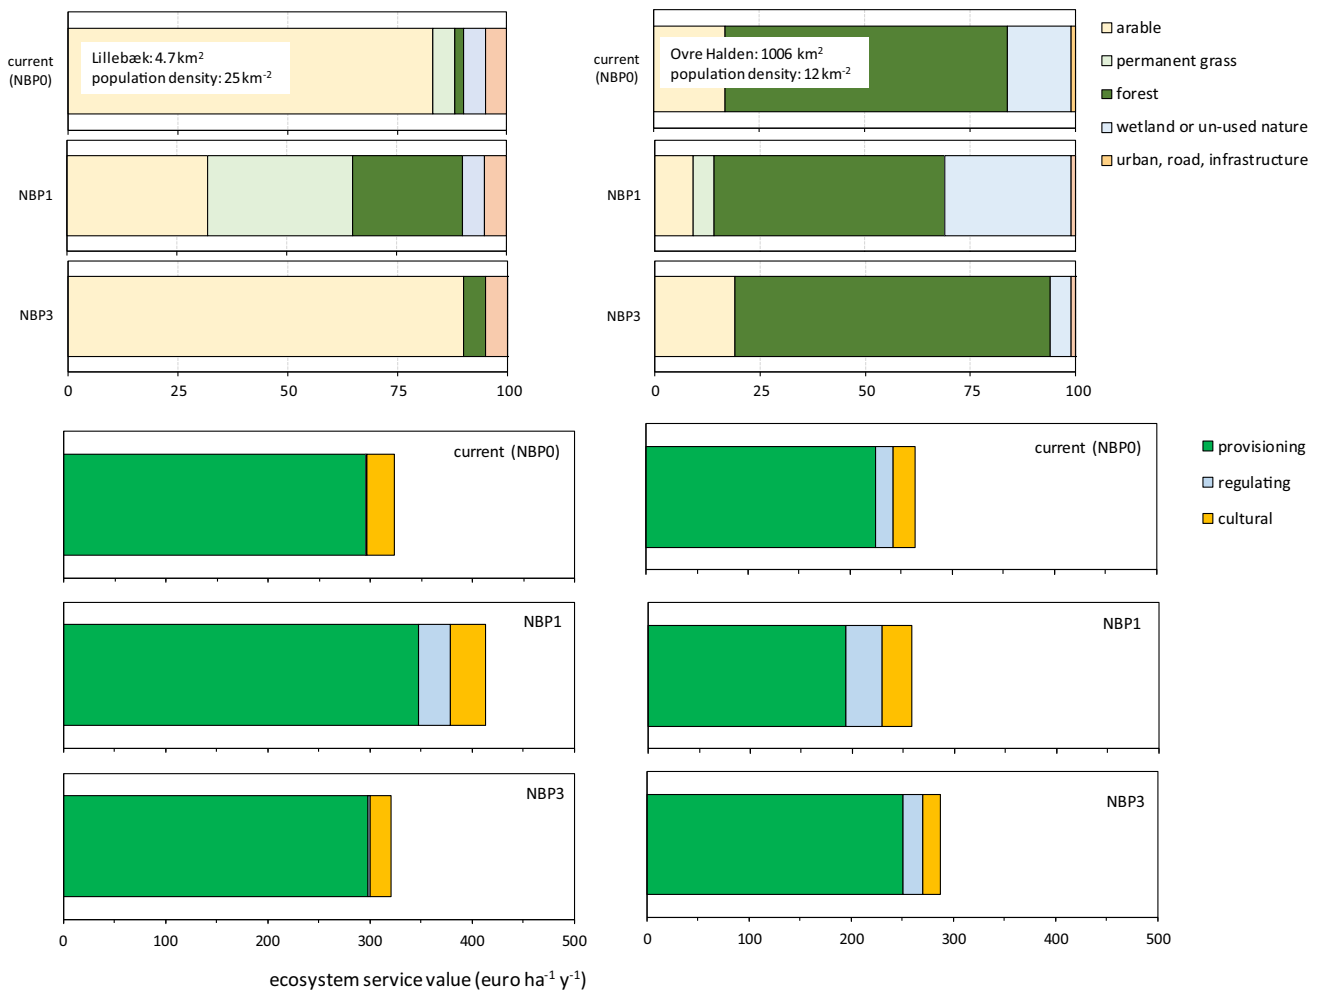 current
(NBP0)
Lillebæk: 4.7 km2
population density: 25 km-2
NBP1
NBP3
0 25 50 75 100
current
(NBP0)
Ovre Halden: 1006 km2
population density: 12 km-2
NBP1
NBP3
0 25 50 75 100
arable
permanent grass
forest
wetland or un-used nature
urban, road, infrastructure
current (NBP0)
NBP1
NBP3
0 100 200 300 400 500
ecosystem service value (euro ha-1 y-1)
current (NBP0)
NBP1
NBP3
0 100 200 300 400 500
provisioning
regulating
cultural